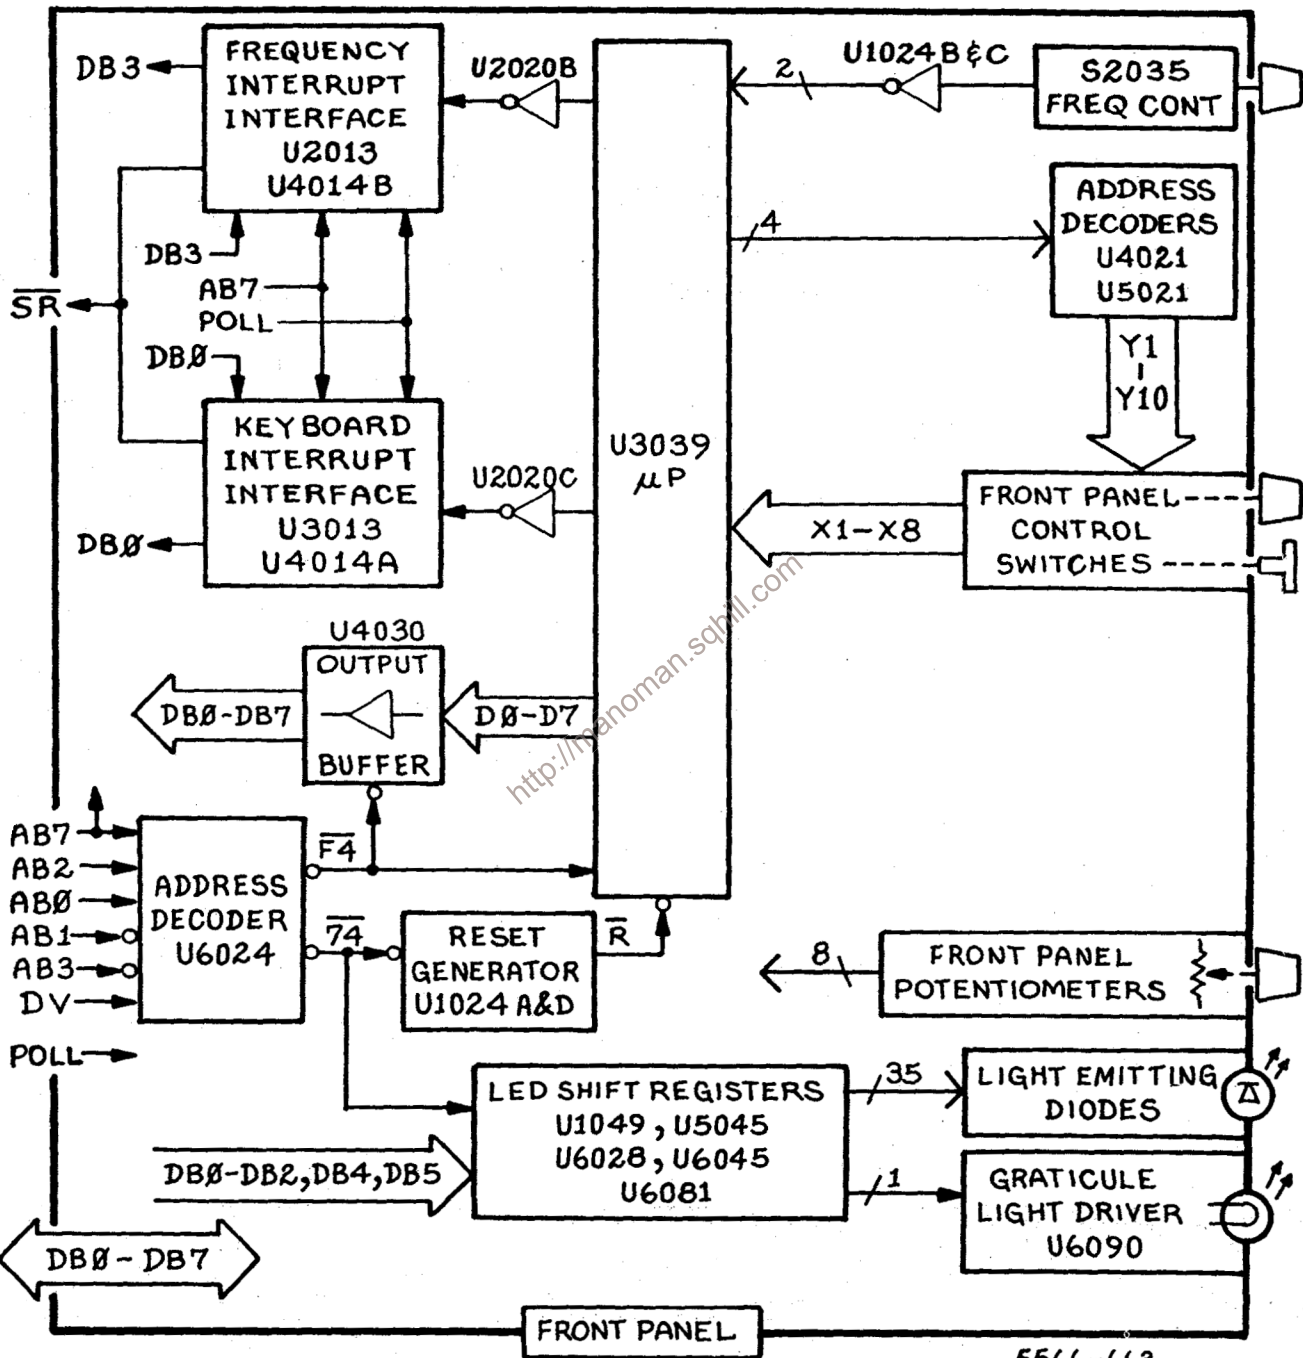 FREQUENCY
INTERRUPT
INTERFACE
U2013
U4014B
DB3
U2020B
U1024B&C
2
S2035
FREQ CONT
ADDRESS
DECODERS
U4021
U5021
4
DB3
AB7
POLL
DBØ
SR
Y1
-
Y10
KEYBOARD
INTERRUPT
INTERFACE
U3013
U4014A
DBØ
U2020C
U3039
μP
X1-X8
FRONT PANEL
CONTROL
SWITCHES
U4030
OUTPUT
BUFFER
DBØ-DB7
DØ-D7
http://manoman.sqhill.com
AB7
AB2
ABØ
AB1
AB3
DV
POLL
ADDRESS
DECODER
U6024
F4
74
RESET
GENERATOR
U1024 A&D
R
8
FRONT PANEL
POTENTIOMETERS
LED SHIFT REGISTERS
U1049, U5045
U6028, U6045
U6081
35
LIGHT EMITTING
DIODES
1
GRATICULE
LIGHT DRIVER
U6090
DBØ-DB2,DB4,DB5
DBØ-DB7
FRONT PANEL